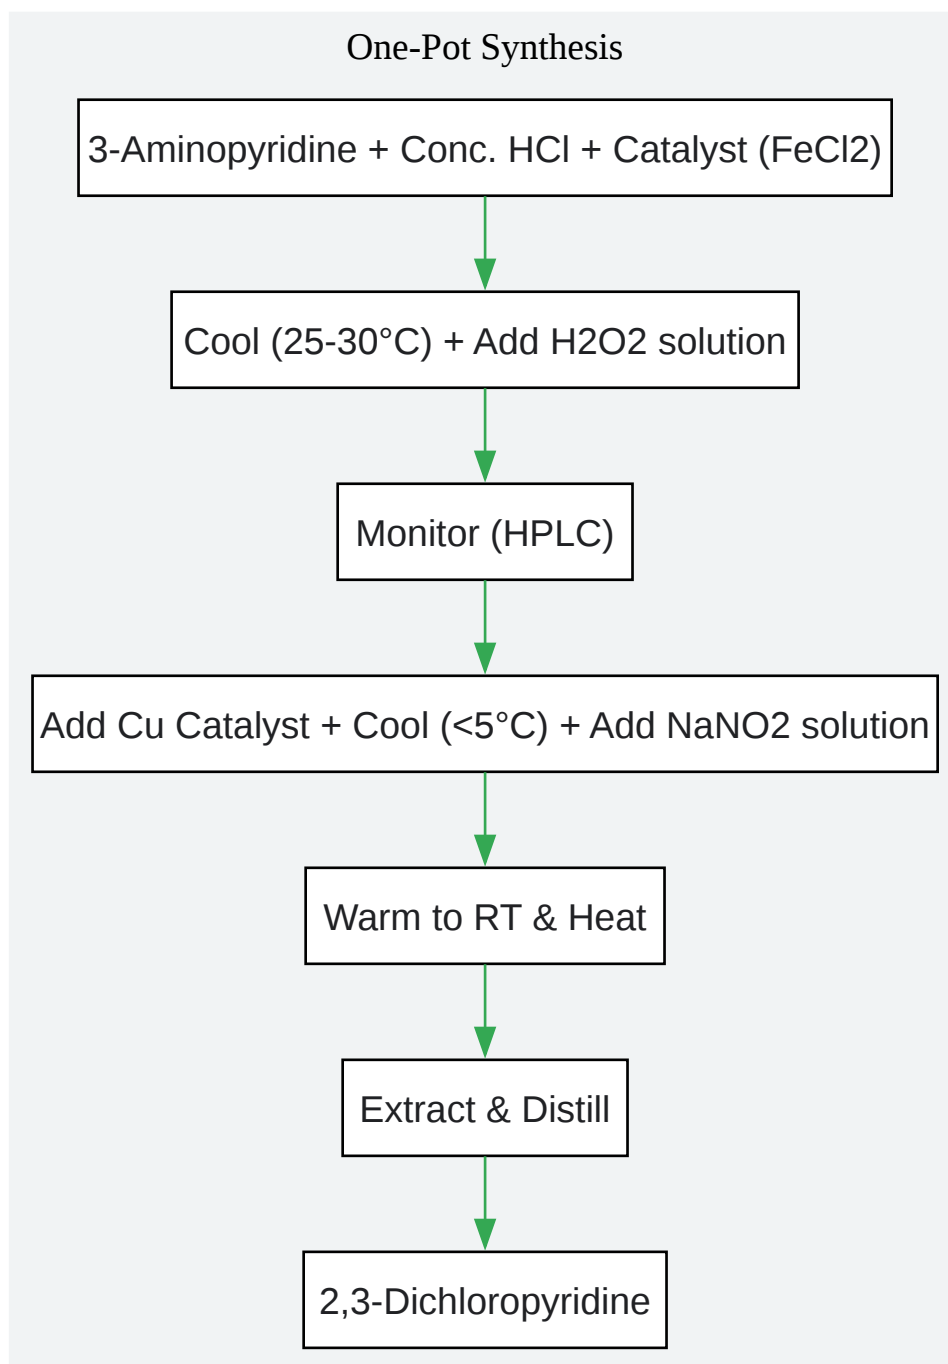 One-Pot Synthesis
3-Aminopyridine + Conc. HCl + Catalyst (FeCl2)
Cool (25-30°C) + Add H2O2 solution
Monitor (HPLC)
Add Cu Catalyst + Cool (<5°C) + Add NaNO2 solution
Warm to RT & Heat
Extract & Distill
2,3-Dichloropyridine